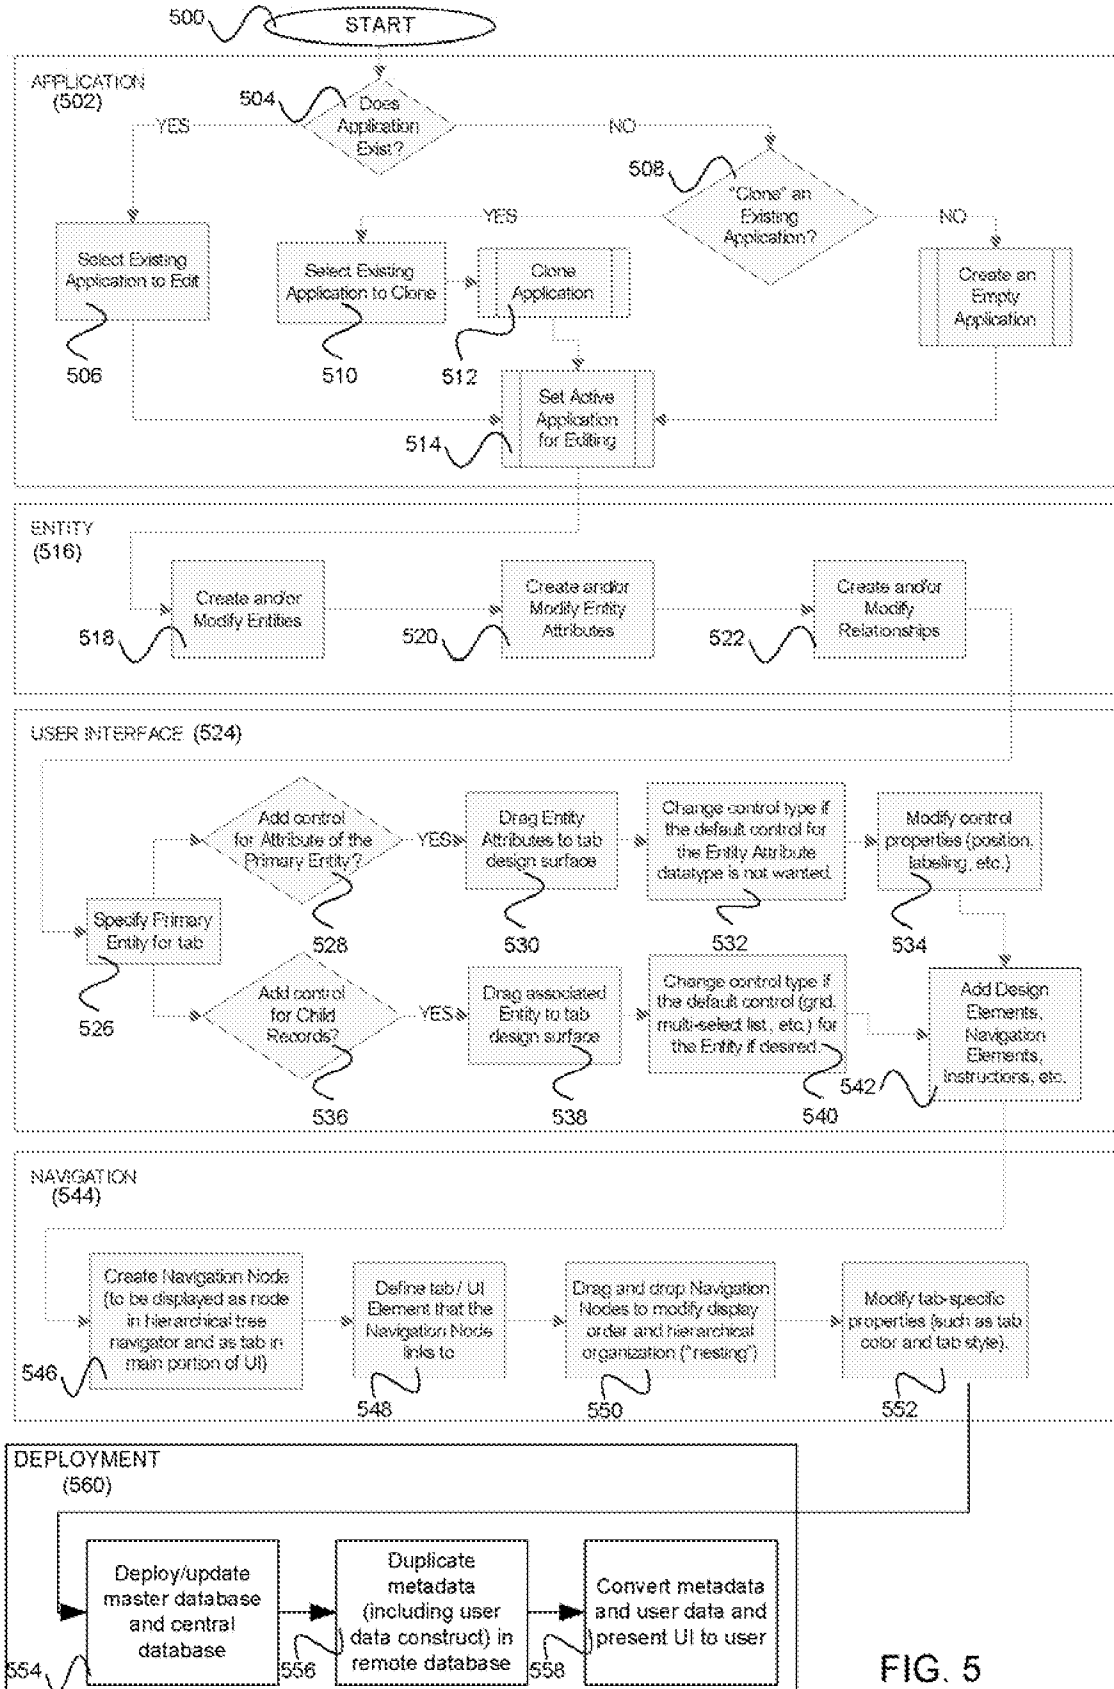 500
START
APPLICATION
(502)
504
Does
Application
Exist?
YES
NO
508
"Clone" an
Existing
Application?
YES
NO
Select Existing
Application to Edit
506
Select Existing
Application to Clone
510
Clone
Application
512
Create an
Empty
Application
Set Active
Application
for Editing
514
ENTITY
(516)
Create and/or
Modify Entities
518
Create and/or
Modify Entity
Attributes
520
Create and/or
Modify
Relationships
522
USER INTERFACE (524)
Specify Primary
Entity for tab
526
Add control
for Attribute of the
Primary Entity?
528
YES
Drag Entity
Attributes to tab
design surface
530
Change control type if
the default control for
the Entity Attribute
datatype is not wanted.
532
Modify control
properties (position,
labeling, etc.)
534
Add control
for Child
Records?
536
YES
Drag associated
Entity to tab
design surface
538
Change control type if
the default control (grid,
multi-select list, etc.) for
the Entity if desired.
540
Add Design
Elements,
Navigation
Elements,
Instructions, etc.
542
NAVIGATION
(544)
Create Navigation Node
(to be displayed as node
in hierarchical tree
navigator and as tab in
main portion of UI)
546
Define tab / UI
Element that the
Navigation Node
links to
548
Drag and drop Navigation
Nodes to modify display
order and hierarchical
organization ("nesting")
550
Modify tab-specific
properties (such as tab
color and tab style).
552
DEPLOYMENT
(560)
Deploy/update
master database
and central
database
554
Duplicate
metadata
(including user
data construct) in
remote database
556
Convert metadata
and user data and
present UI to user
558
FIG. 5